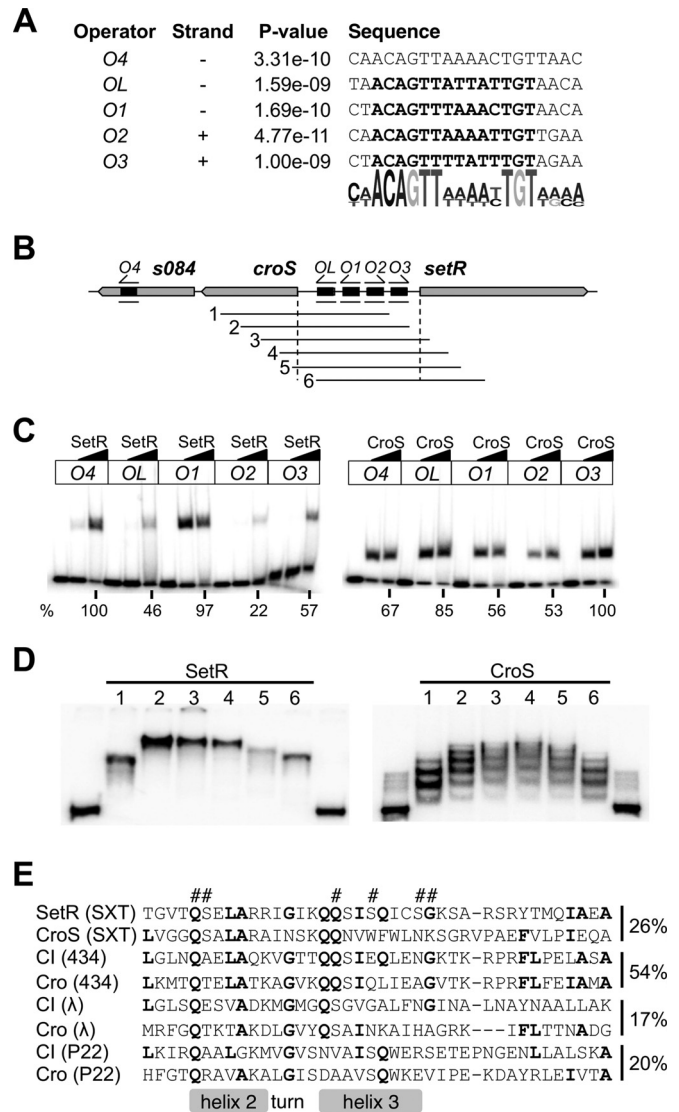 A
Operator Strand P-value Sequence
O4 - 3.31e-10 CAACAGTTAAAACTGTTAAC
OL - 1.59e-09 TAACAGTTATTATTGTAACA
O1 - 1.69e-10 CTACAGTTTAAACTGTAACA
O2 + 4.77e-11 CAACAGTTAAAATTGTTGAA
O3 + 1.00e-09 CTACAGTTTTATTTGTAGAA
B
O4 s084 croS OL O1 O2 O3 setR
1
2
3
4
5
6
C
SetR SetR SetR SetR SetR CroS CroS CroS CroS CroS
O4 OL O1 O2 O3 O4 OL O1 O2 O3
% 100 46 97 22 57 67 85 56 53 100
D
SetR CroS
1 2 3 4 5 6 1 2 3 4 5 6
E
## # # ##
SetR (SXT) TGVTQSELARRIGIKQQSISQICSGKSA-RSRYTMQIAEA
CroS (SXT) LVGGQSALARAINSKQQNVWFWLNKSGRVPAEFVLPIEQA
26%
CI (434) LGLNQAELAQKVGTTQQSIEQLENGKTK-RPRFLPELASA
Cro (434) LKMTQTELATKAGVKQQSIQLIEAGVTK-RPRFLFEIAMA
54%
CI (λ) LGLSQESVADKMGMGQSGVGALFNGINA-LNAYNAALLAK
Cro (λ) MRFGQTKTAKDLGVYQSAINKAIHAGRK---IFLTTNADG
17%
CI (P22) LKIRQAALGKMVGVSNVAISQWERSETEPNGENLLALSKA
Cro (P22) HFGTQRAVAKALGISDAAVSQWKEVIPEKDAYRLEIVTA
20%
helix 2 turn helix 3